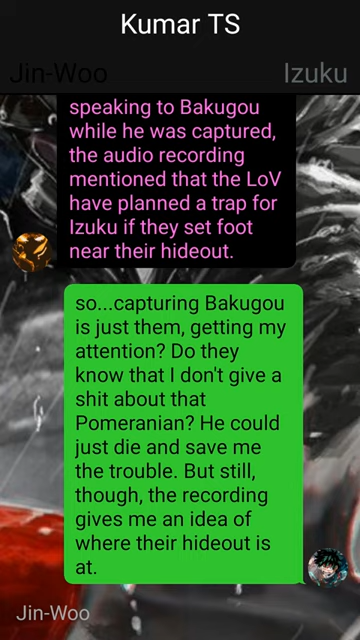 Kumar TS
Jin-Woo
Izuku
speaking to Bakugou
while he was captured,
the audio recording
mentioned that the LoV
have planned a trap for
Izuku if they set foot
near their hideout.
so...capturing Bakugou
is just them, getting my
attention? Do they
know that I don't give a
shit about that
Pomeranian? He could
just die and save me
the trouble. But still,
though, the recording
gives me an idea of
where their hideout is
at.
Jin-Woo